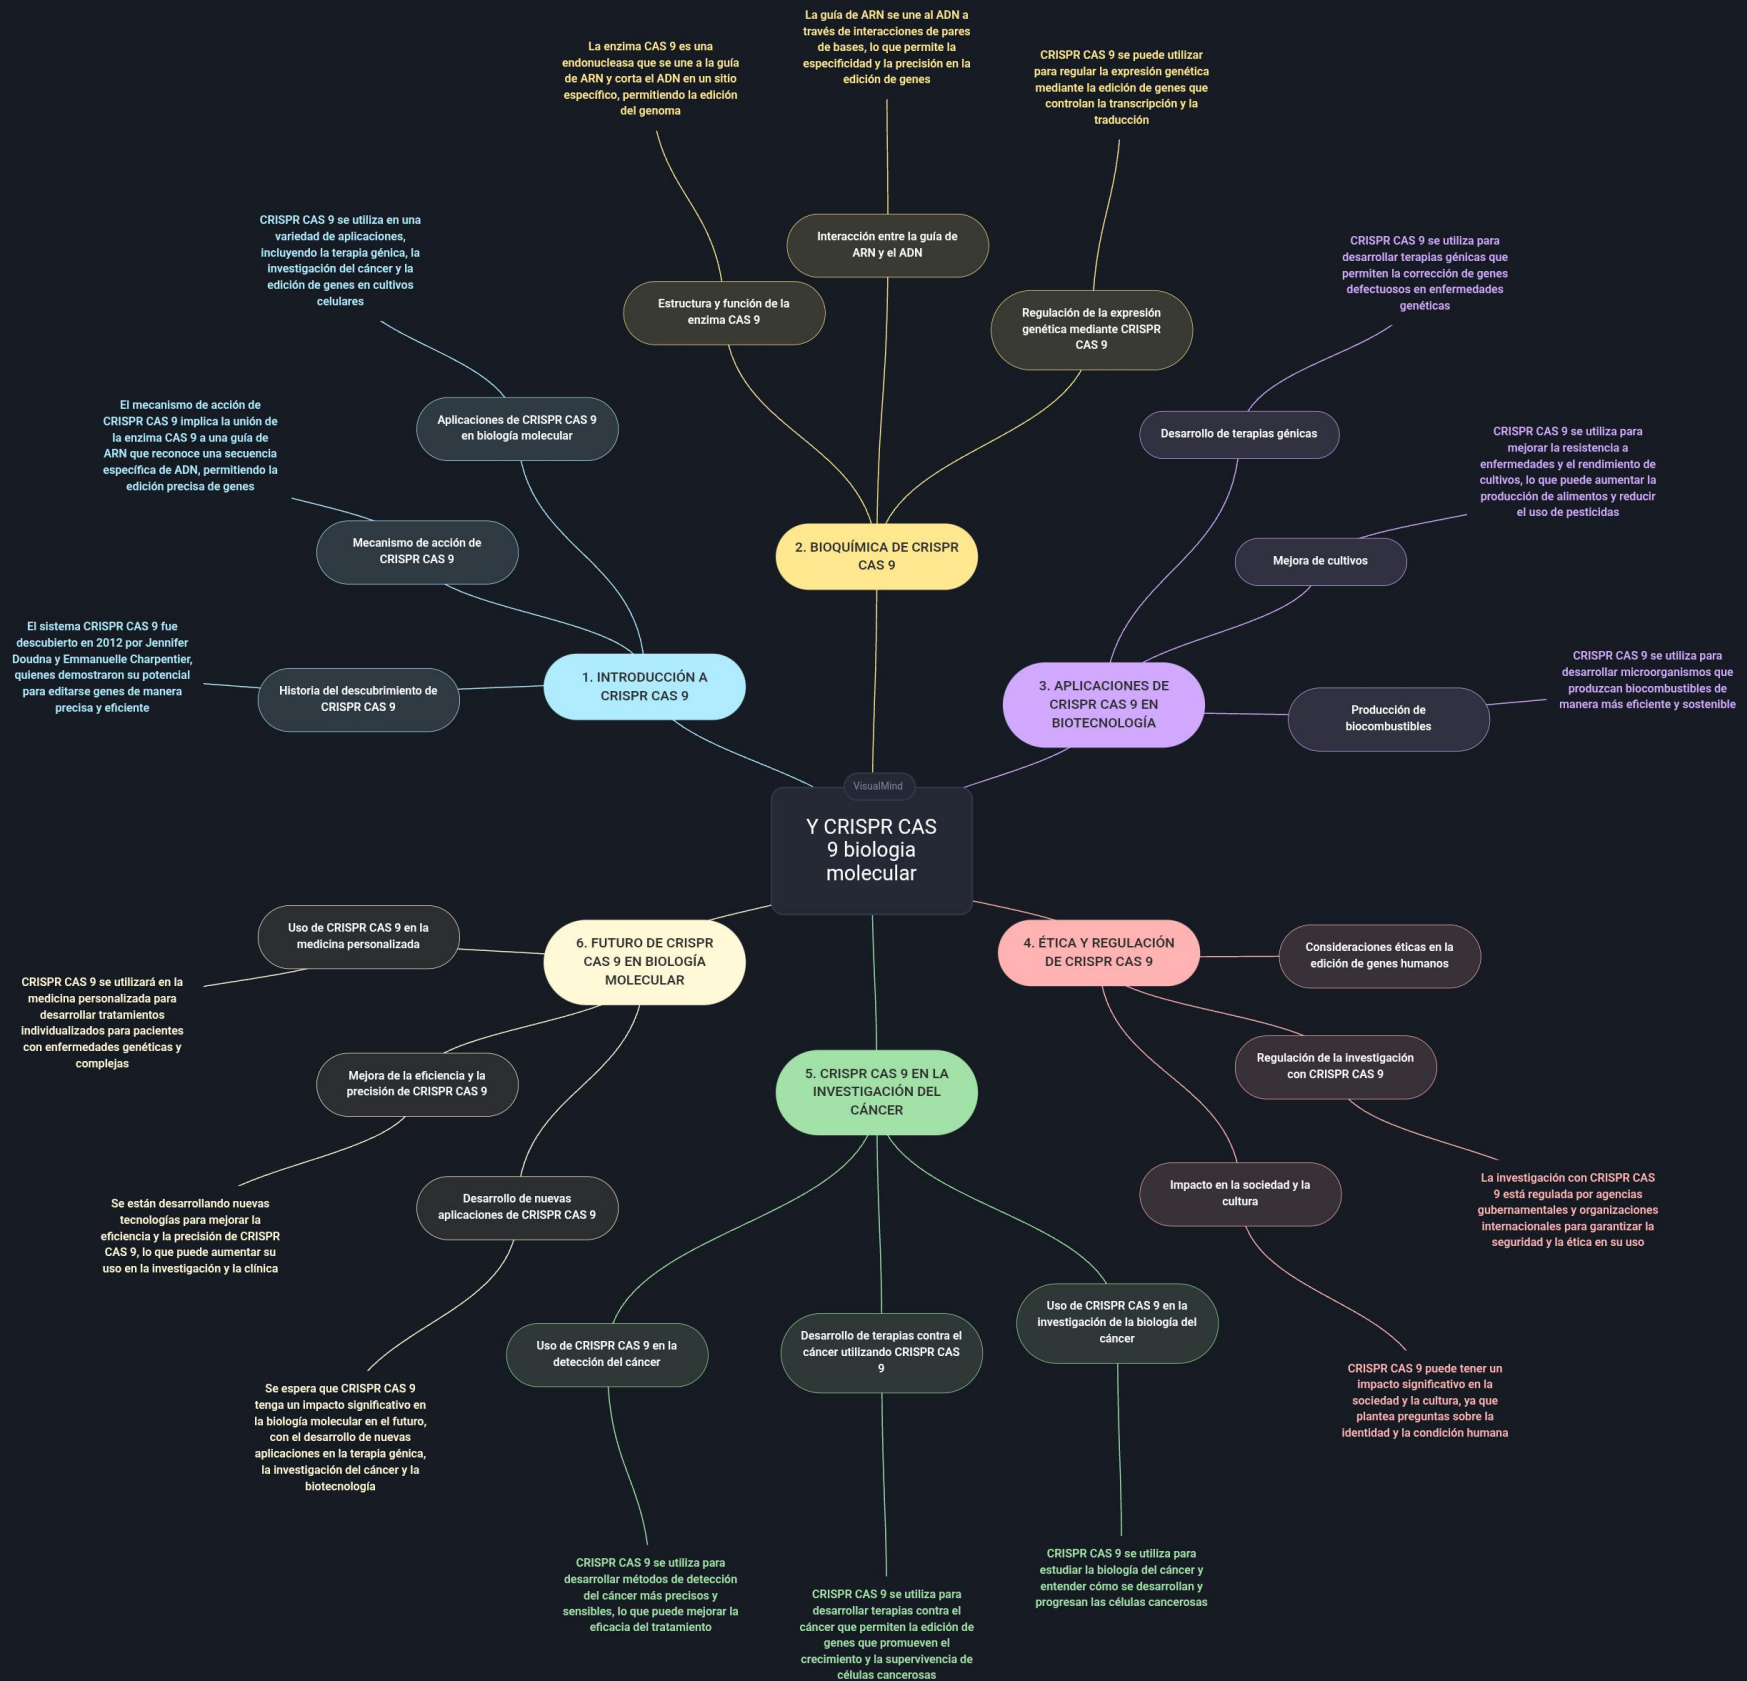 VisualMind
Y CRISPR CAS
9 biologia
molecular
1. INTRODUCCIÓN A
CRISPR CAS 9
Historia del descubrimiento de
CRISPR CAS 9
El sistema CRISPR CAS 9 fue
descubierto en 2012 por Jennifer
Doudna y Emmanuelle Charpentier,
quienes demostraron su potencial
para editarse genes de manera
precisa y eficiente
Mecanismo de acción de
CRISPR CAS 9
El mecanismo de acción de
CRISPR CAS 9 implica la unión de
la enzima CAS 9 a una guía de
ARN que reconoce una secuencia
específica de ADN, permitiendo la
edición precisa de genes
Aplicaciones de CRISPR CAS 9
en biología molecular
CRISPR CAS 9 se utiliza en una
variedad de aplicaciones,
incluyendo la terapia génica, la
investigación del cáncer y la
edición de genes en cultivos
celulares
2. BIOQUÍMICA DE CRISPR
CAS 9
Estructura y función de la
enzima CAS 9
La enzima CAS 9 es una
endonucleasa que se une a la guía
de ARN y corta el ADN en un sitio
específico, permitiendo la edición
del genoma
Interacción entre la guía de
ARN y el ADN
La guía de ARN se une al ADN a
través de interacciones de pares
de bases, lo que permite la
especificidad y la precisión en la
edición de genes
Regulación de la expresión
genética mediante CRISPR
CAS 9
CRISPR CAS 9 se puede utilizar
para regular la expresión genética
mediante la edición de genes que
controlan la transcripción y la
traducción
3. APLICACIONES DE
CRISPR CAS 9 EN
BIOTECNOLOGÍA
Desarrollo de terapias génicas
CRISPR CAS 9 se utiliza para
desarrollar terapias génicas que
permiten la corrección de genes
defectuosos en enfermedades
genéticas
Mejora de cultivos
CRISPR CAS 9 se utiliza para
mejorar la resistencia a
enfermedades y el rendimiento de
cultivos, lo que puede aumentar la
producción de alimentos y reducir
el uso de pesticidas
Producción de
biocombustibles
CRISPR CAS 9 se utiliza para
desarrollar microorganismos que
produzcan biocombustibles de
manera más eficiente y sostenible
4. ÉTICA Y REGULACIÓN
DE CRISPR CAS 9
Consideraciones éticas en la
edición de genes humanos
Regulación de la investigación
con CRISPR CAS 9
La investigación con CRISPR CAS
9 está regulada por agencias
gubernamentales y organizaciones
internacionales para garantizar la
seguridad y la ética en su uso
Impacto en la sociedad y la
cultura
CRISPR CAS 9 puede tener un
impacto significativo en la
sociedad y la cultura, ya que
plantea preguntas sobre la
identidad y la condición humana
5. CRISPR CAS 9 EN LA
INVESTIGACIÓN DEL
CÁNCER
Uso de CRISPR CAS 9 en la
investigación de la biología del
cáncer
CRISPR CAS 9 se utiliza para
estudiar la biología del cáncer y
entender cómo se desarrollan y
progresan las células cancerosas
Desarrollo de terapias contra el
cáncer utilizando CRISPR CAS
9
CRISPR CAS 9 se utiliza para
desarrollar terapias contra el
cáncer que permiten la edición de
genes que promueven el
crecimiento y la supervivencia de
células cancerosas
Uso de CRISPR CAS 9 en la
detección del cáncer
CRISPR CAS 9 se utiliza para
desarrollar métodos de detección
del cáncer más precisos y
sensibles, lo que puede mejorar la
eficacia del tratamiento
6. FUTURO DE CRISPR
CAS 9 EN BIOLOGÍA
MOLECULAR
Desarrollo de nuevas
aplicaciones de CRISPR CAS 9
Se espera que CRISPR CAS 9
tenga un impacto significativo en
la biología molecular en el futuro,
con el desarrollo de nuevas
aplicaciones en la terapia génica,
la investigación del cáncer y la
biotecnología
Mejora de la eficiencia y la
precisión de CRISPR CAS 9
Se están desarrollando nuevas
tecnologías para mejorar la
eficiencia y la precisión de CRISPR
CAS 9, lo que puede aumentar su
uso en la investigación y la clínica
Uso de CRISPR CAS 9 en la
medicina personalizada
CRISPR CAS 9 se utilizará en la
medicina personalizada para
desarrollar tratamientos
individualizados para pacientes
con enfermedades genéticas y
complejas